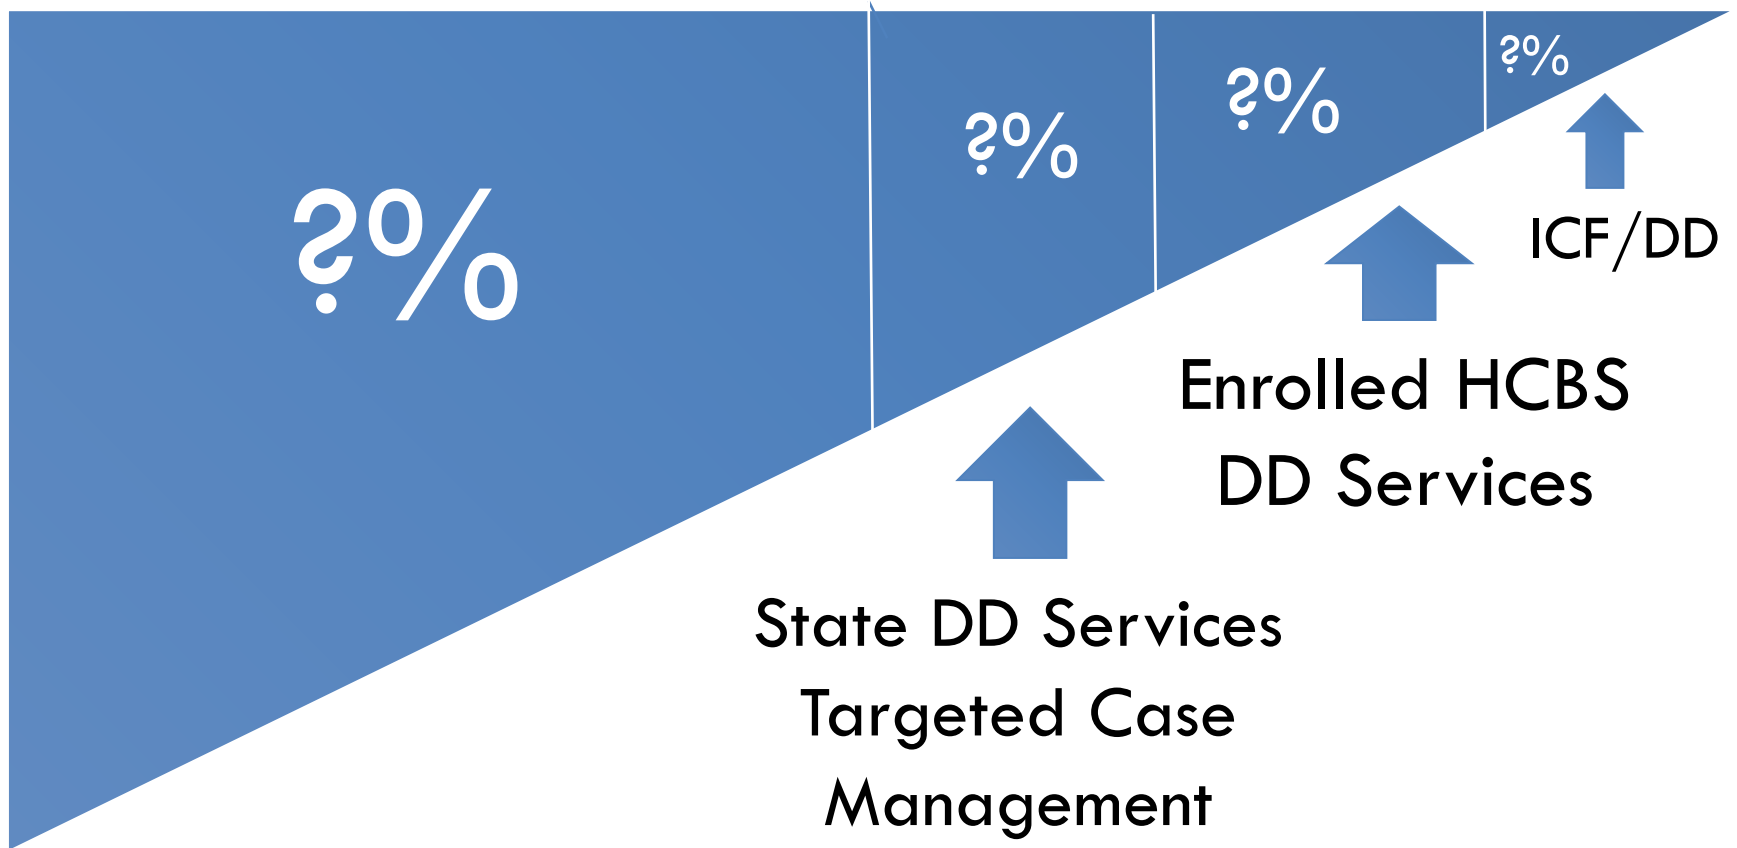 ?%
?%
?%
?%
ICF/DD
Enrolled HCBS
DD Services
State DD Services
Targeted Case
Management